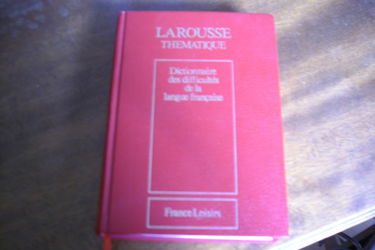 LAROUSSE
THEMATIQUE
Dictionnaire
des difficultés
de la
langue française
France Loisirs